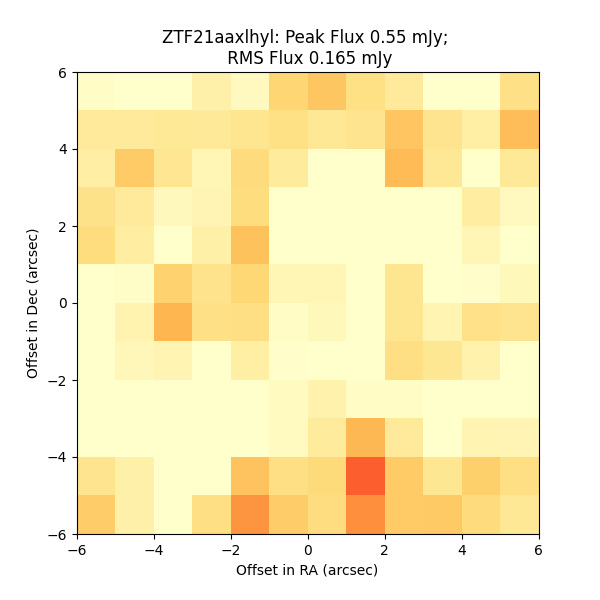 ZTF21aaxlhyl: Peak Flux 0.55 mJy;
RMS Flux 0.165 mJy
6
4
2
0
−2
−4
−6
Offset in Dec (arcsec)
−6 −4 −2 0 2 4 6
Offset in RA (arcsec)